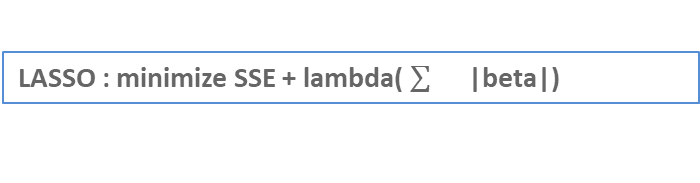 LASSO : minimize SSE + lambda( ∑ |beta|)